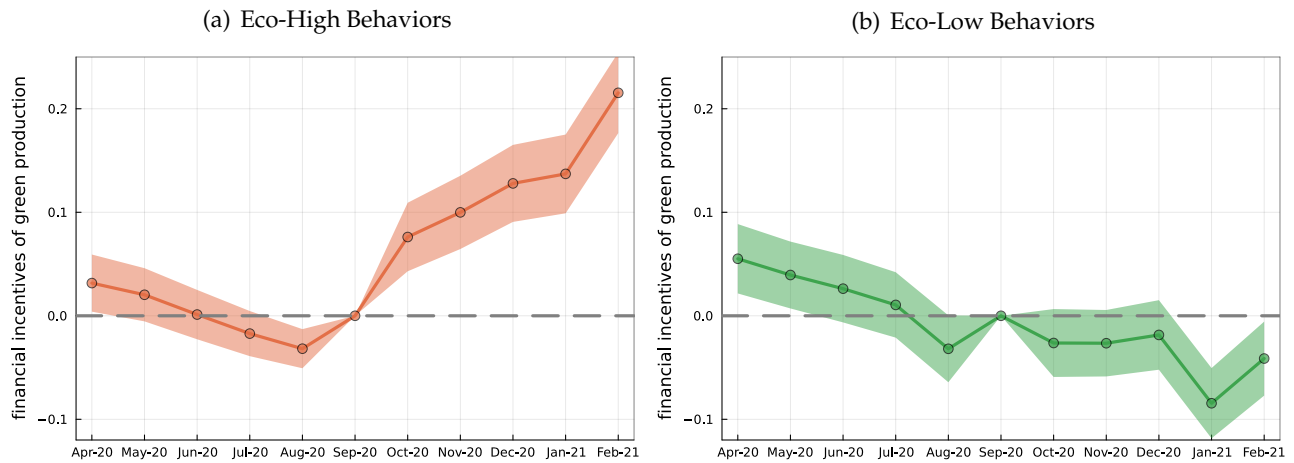 (a) Eco-High Behaviors
financial incentives of green production
0.2
0.1
0.0
−0.1
Apr-20 May-20 Jun-20 Jul-20 Aug-20 Sep-20 Oct-20 Nov-20 Dec-20 Jan-21 Feb-21
(b) Eco-Low Behaviors
financial incentives of green production
0.2
0.1
0.0
−0.1
Apr-20 May-20 Jun-20 Jul-20 Aug-20 Sep-20 Oct-20 Nov-20 Dec-20 Jan-21 Feb-21